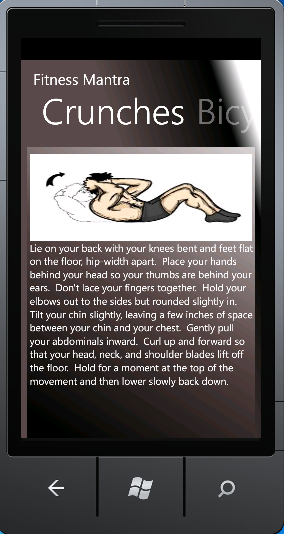 Fitness Mantra
Crunches Bicy
Lie on your back with your knees bent and feet flat
on the floor, hip-width apart.  Place your hands
behind your head so your thumbs are behind your
ears.  Don't lace your fingers together.  Hold your
elbows out to the sides but rounded slightly in.
Tilt your chin slightly, leaving a few inches of space
between your chin and your chest.  Gently pull
your abdominals inward.  Curl up and forward so
that your head, neck, and shoulder blades lift off
the floor.  Hold for a moment at the top of the
movement and then lower slowly back down.